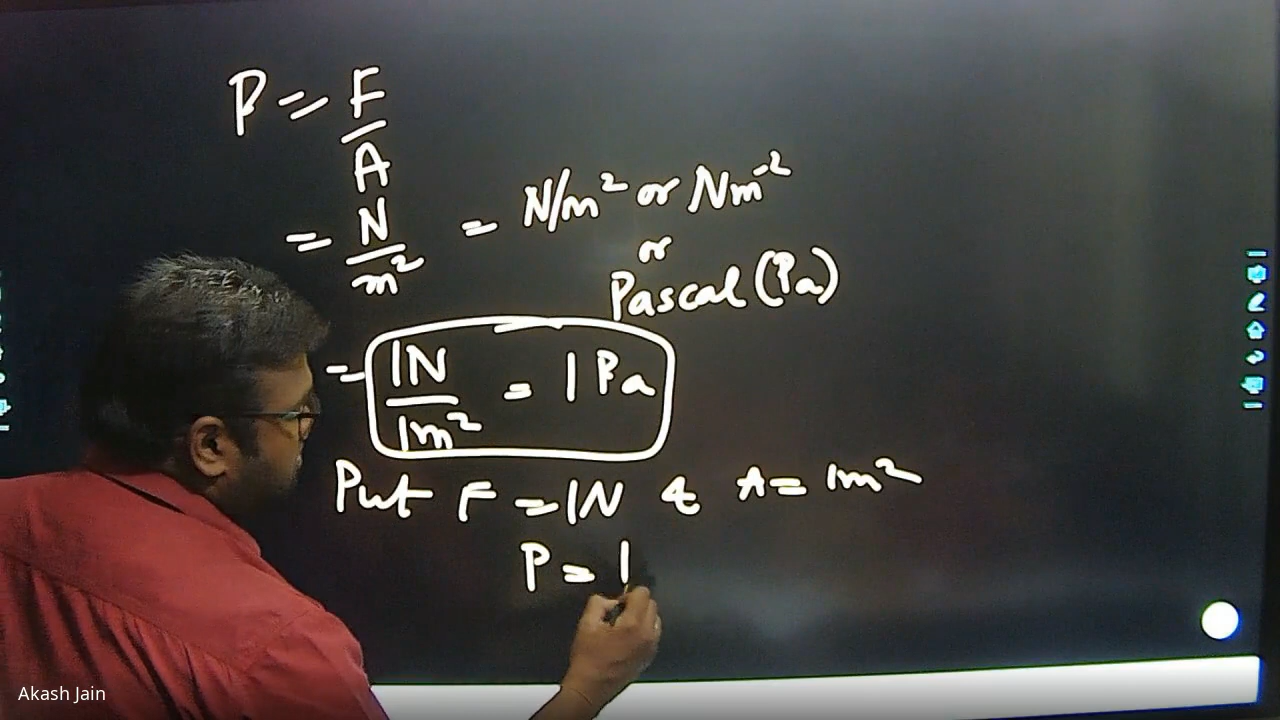 P = F/A
= N/m² = N/m² or Nm⁻²
or
Pascal (Pa)
= 1N/1m² = 1 Pa
Put F = 1N & A = 1m²
P = 1
Akash Jain